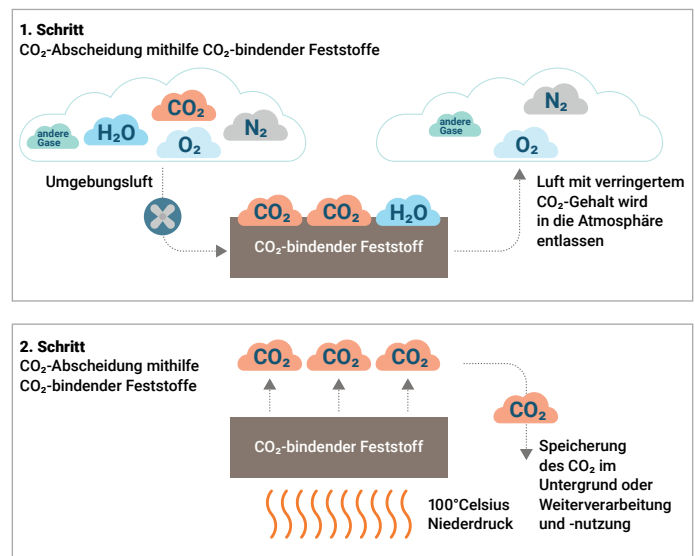 1. Schritt
CO₂-Abscheidung mithilfe CO₂-bindender Feststoffe
andere
Gase
H₂O
CO₂
O₂
N₂
andere
Gase
N₂
O₂
Umgebungsluft
CO₂
CO₂
H₂O
CO₂-bindender Feststoff
Luft mit verringertem
CO₂-Gehalt wird
in die Atmosphäre
entlassen
2. Schritt
CO₂-Abscheidung mithilfe
CO₂-bindender Feststoffe
CO₂
CO₂
CO₂
CO₂
CO₂-bindender Feststoff
100°Celsius
Niederdruck
Speicherung
des CO₂ im
Untergrund oder
Weiterverarbeitung
und -nutzung